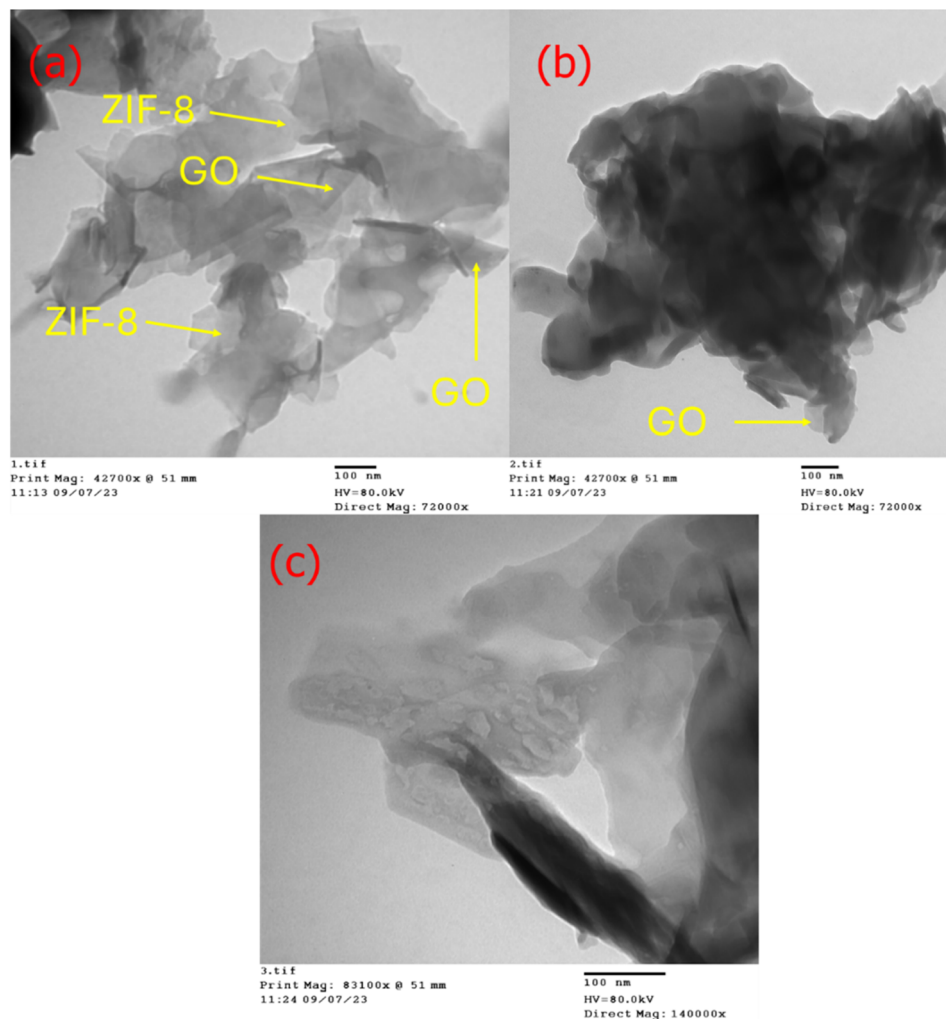 (a)
ZIF-8
GO
ZIF-8
GO
1.tif
Print Mag: 42700x @ 51 mm
11:13 09/07/23
100 nm
HV=80.0kV
Direct Mag: 72000x
(b)
GO
2.tif
Print Mag: 42700x @ 51 mm
11:21 09/07/23
100 nm
HV=80.0kV
Direct Mag: 72000x
(c)
3.tif
Print Mag: 83100x @ 51 mm
11:24 09/07/23
100 nm
HV=80.0kV
Direct Mag: 140000x